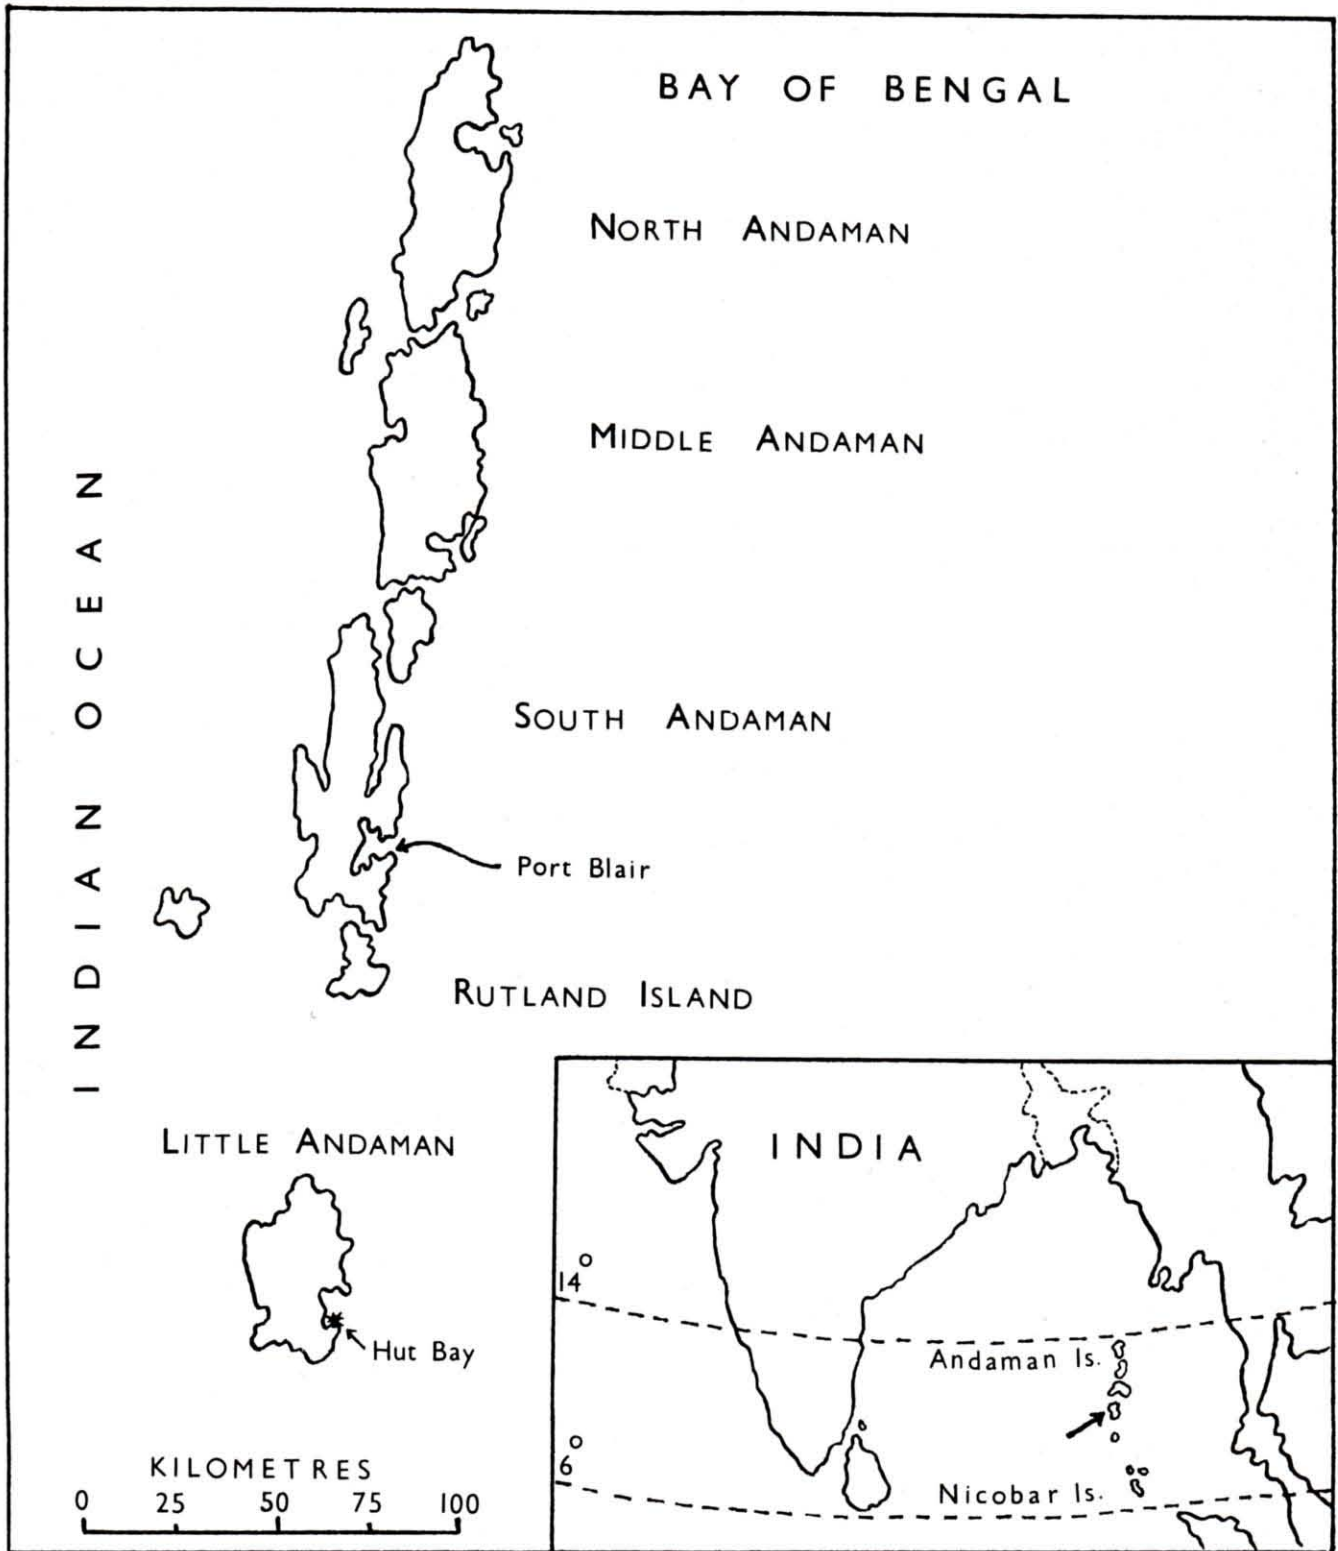 BAY OF BENGAL
NORTH ANDAMAN
MIDDLE ANDAMAN
INDIAN OCEAN
SOUTH ANDAMAN
Port Blair
RUTLAND ISLAND
LITTLE ANDAMAN
Hut Bay
KILOMETRES
0 25 50 75 100
INDIA
14°
Andaman Is.
6°
Nicobar Is.